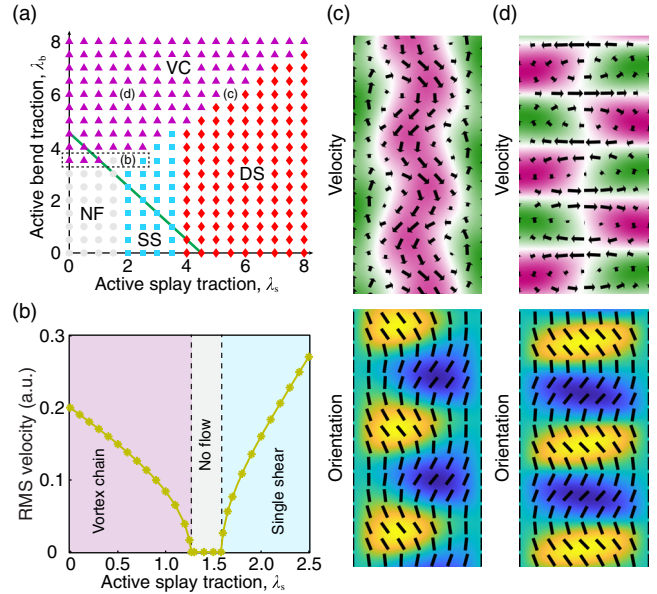 (a)
8
6
4
2
0
Active bend traction, λb
VC
(d)
(c)
(b)
DS
NF
SS
0 2 4 6 8
Active splay traction, λs
(b)
0.3
0.2
0.1
0
RMS velocity (a.u.)
Vortex chain
No flow
Single shear
0 0.5 1.0 1.5 2.0 2.5
Active splay traction, λs
(c)
Velocity
Orientation
(d)
Velocity
Orientation